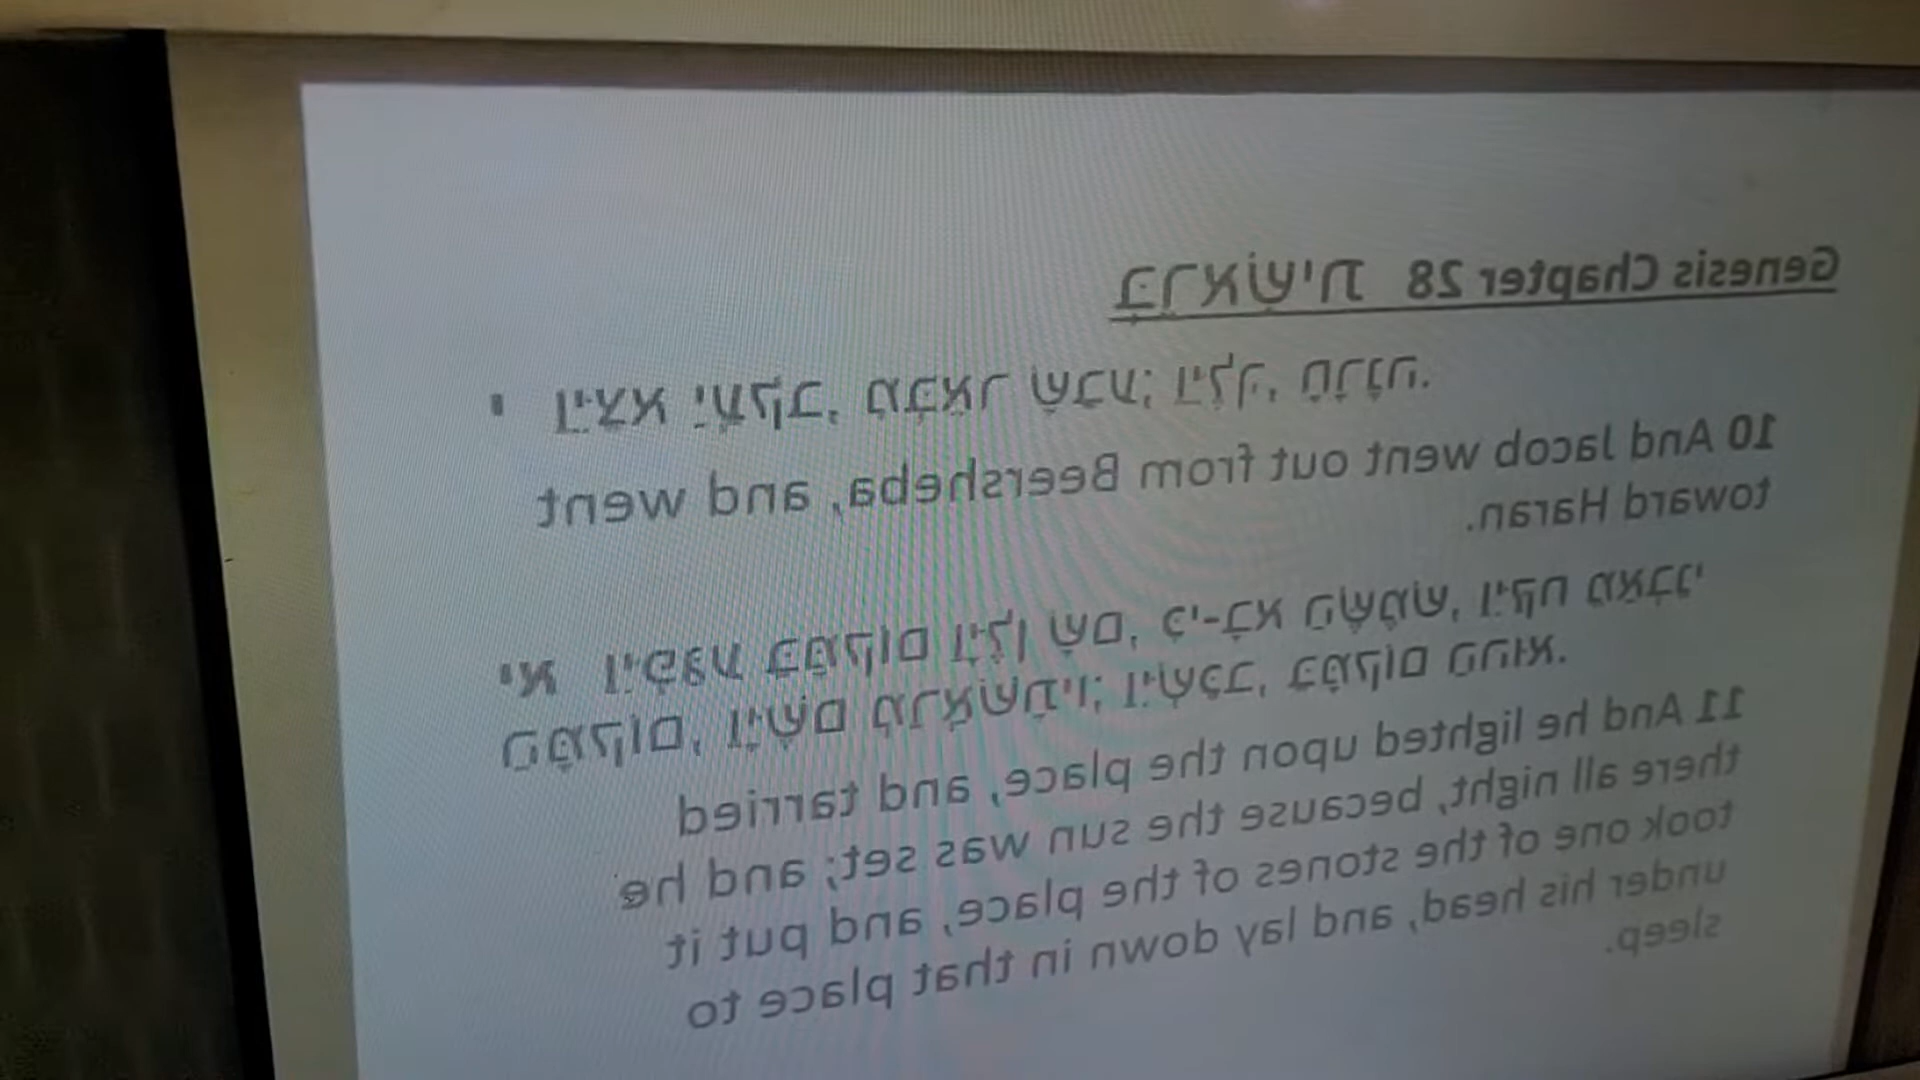 Genesis Chapter 28 בְּרֵאשִׁית
י וַיֵּצֵא יַעֲקֹב, מִבְּאֵר שָׁבַע; וַיֵּלֶךְ, חָרָנָה.
10 And Jacob went out from Beersheba, and went
toward Haran.
יא וַיִּפְגַּע בַּמָּקוֹם וַיָּלֶן שָׁם, כִּי-בָא הַשֶּׁמֶשׁ, וַיִּקַּח מֵאַבְנֵי
הַמָּקוֹם, וַיָּשֶׂם מְרַאֲשֹׁתָיו; וַיִּשְׁכַּב, בַּמָּקוֹם הַהוּא.
11 And he lighted upon the place, and tarried
there all night, because the sun was set; and he
took one of the stones of the place, and put it
under his head, and lay down in that place to
sleep.